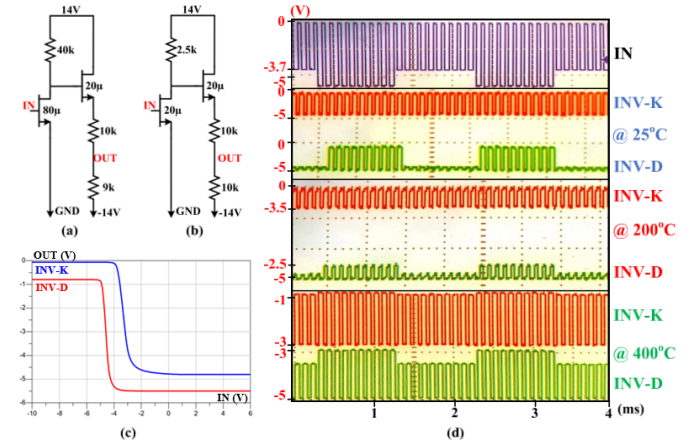 14V
40k
20μ
IN
80μ
10k
OUT
9k
GND
-14V
(a)
14V
2.5k
20μ
IN
20μ
10k
OUT
10k
GND
-14V
(b)
OUT (V)
INV-K
INV-D
0
-1
-2
-3
-4
-5
-6
-10
-8
-6
-4
-2
0
2
4
6
IN (V)
(c)
(V)
0
-3.7
-5
IN
0
-5
0
-5
INV-K
@ 25°C
INV-D
0
-3.5
-2.5
-5
INV-K
@ 200°C
INV-D
-1
-3
-3
-5
INV-K
@ 400°C
INV-D
1
2
3
4
(ms)
(d)